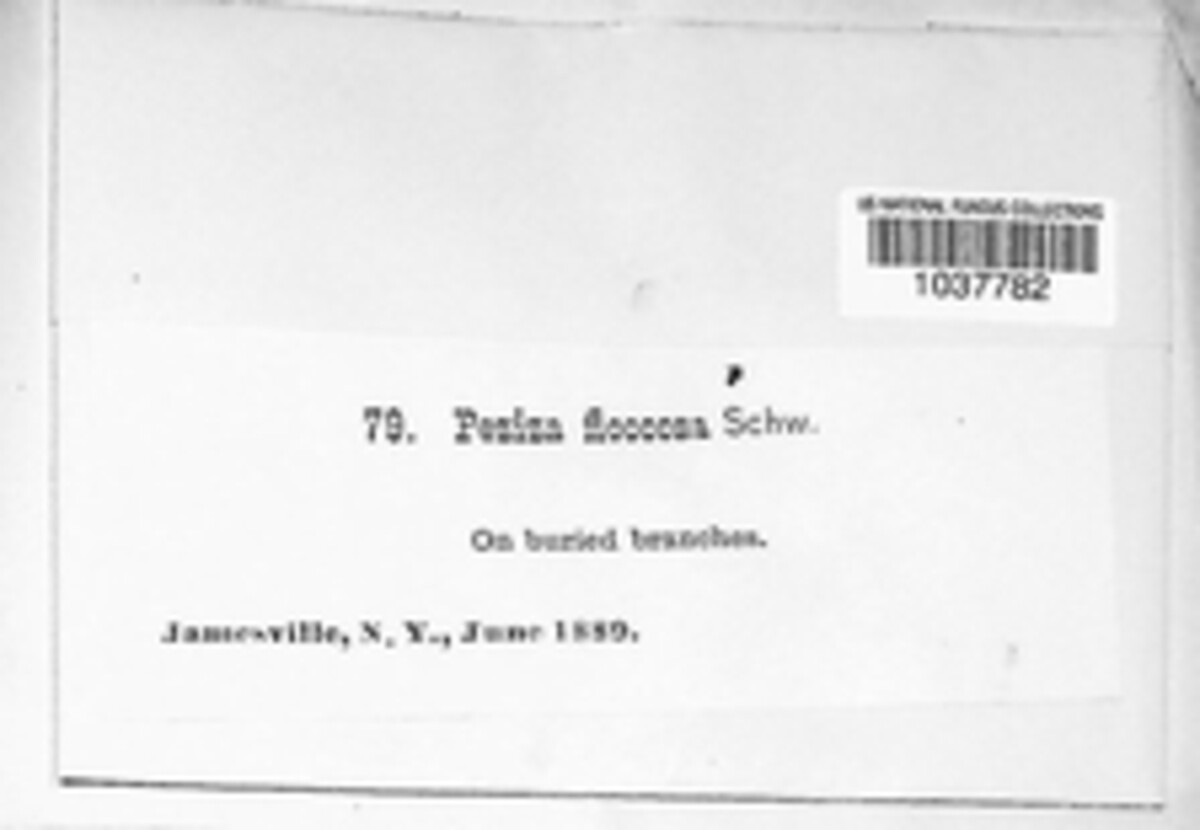 US NATIONAL FUNGUS COLLECTIONS
1037782
79. Peziza floccosa Schw.
On buried branches.
Jamesville, N. Y., June 1889.